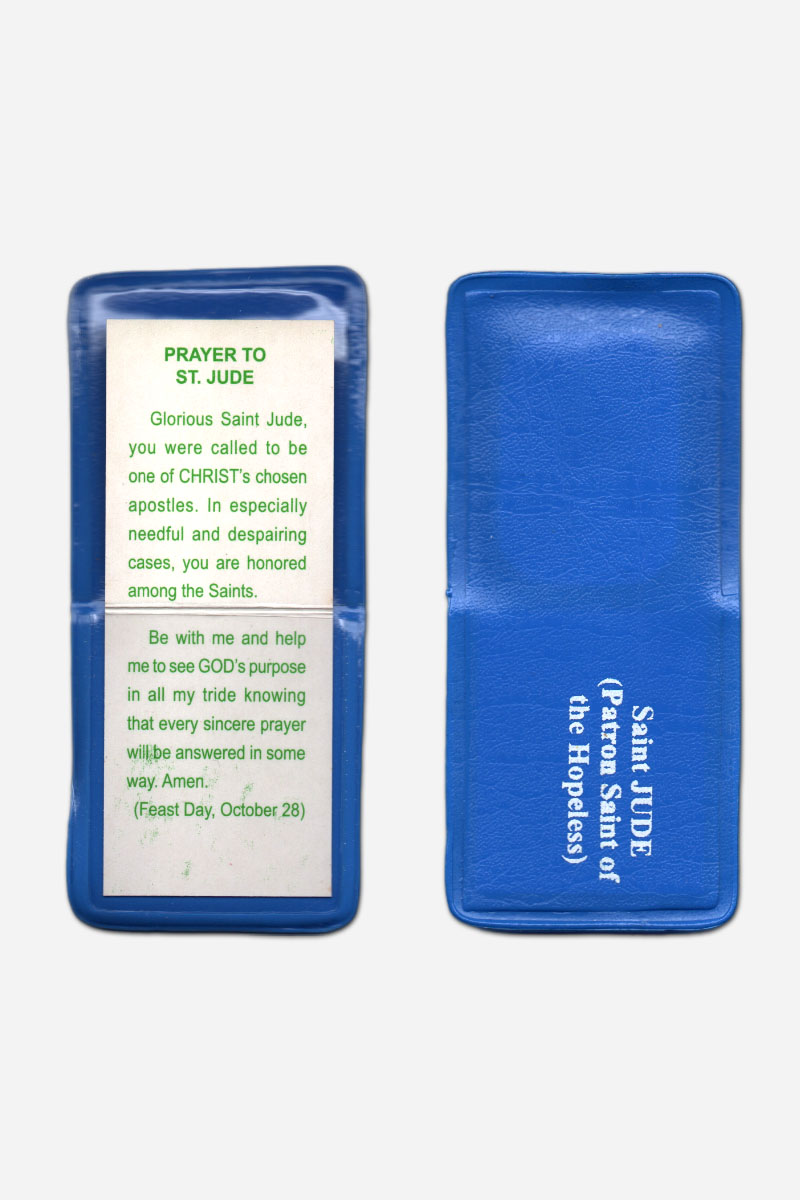 PRAYER TO
ST. JUDE
Glorious Saint Jude,
you were called to be
one of CHRIST's chosen
apostles. In especially
needful and despairing
cases, you are honored
among the Saints.
Be with me and help
me to see GOD's purpose
in all my tride knowing
that every sincere prayer
will be answered in some
way. Amen.
(Feast Day, October 28)
Saint JUDE
(Patron Saint of
the Hopeless)